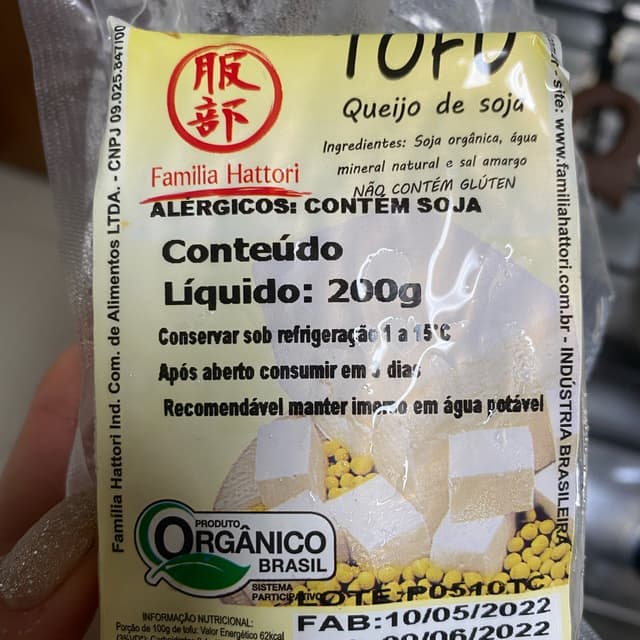 TOFU
服部
Queijo de soja
Ingredientes: Soja orgânica, água
mineral natural e sal amargo
NÃO CONTÉM GLÚTEN
Familia Hattori
ALÉRGICOS: CONTÉM SOJA
Conteúdo
Líquido: 200g
Conservar sob refrigeração 1 a 15°C
Após aberto consumir em dias
Recomendável manter imerso em água potável
PRODUTO
ORGÂNICO
BRASIL
SISTEMA
PARTICIPATIVO
LOTE: P0510TC
FAB: 10/05/2022
INFORMAÇÃO NUTRICIONAL:
Porção de 100g de tofu: Valor Energético 62kcal
Familia Hattori Ind. Com. de Alimentos LTDA. - CNPJ 09.025.847/00
site: www.familiahattori.com.br - INDÚSTRIA BRASILEIRA